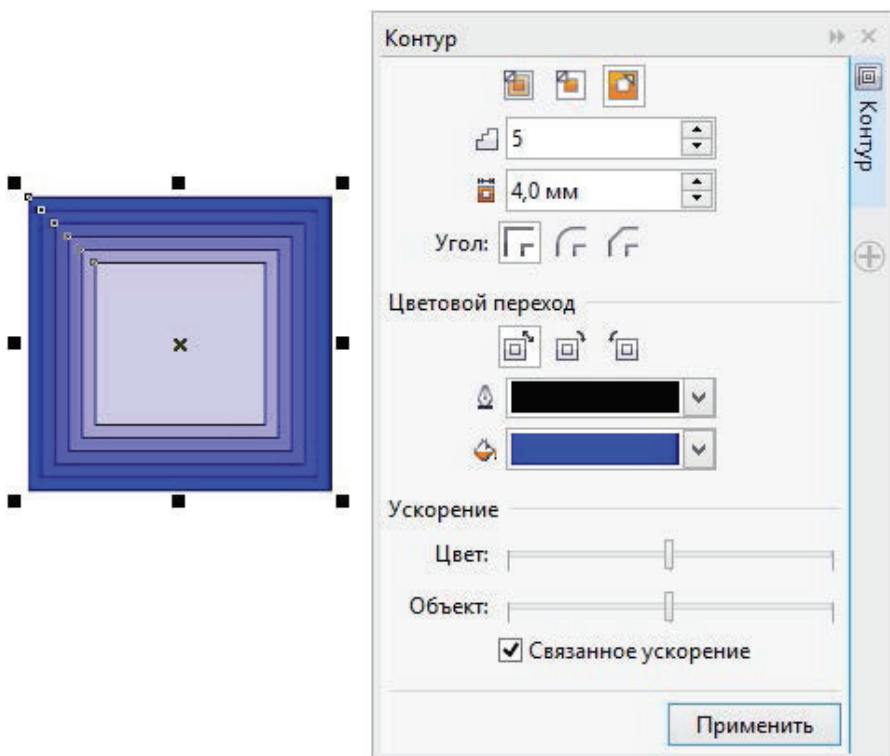 Контур
Контур
5
4,0 мм
Угол:
Цветовой переход
Ускорение
Цвет:
Объект:
Связанное ускорение
Применить